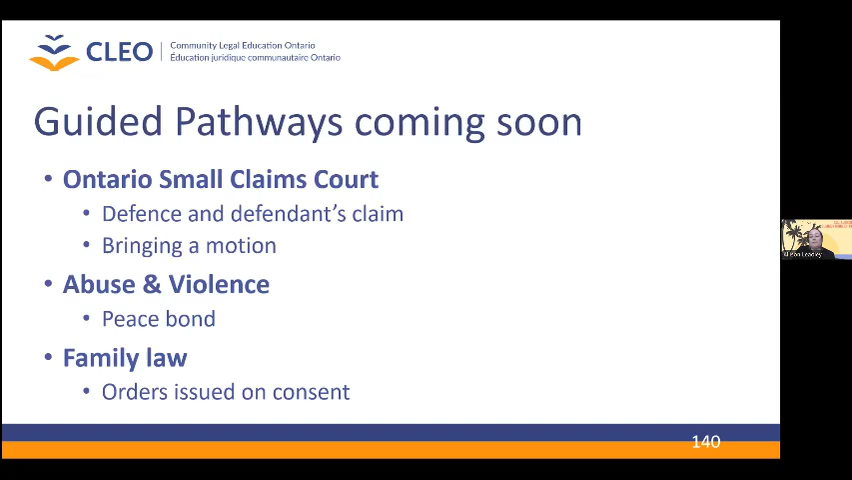 CLEO
Community Legal Education Ontario
Éducation juridique communautaire Ontario
Guided Pathways coming soon
• Ontario Small Claims Court
• Defence and defendant's claim
• Bringing a motion
• Abuse & Violence
• Peace bond
• Family law
• Orders issued on consent
140
Leadley